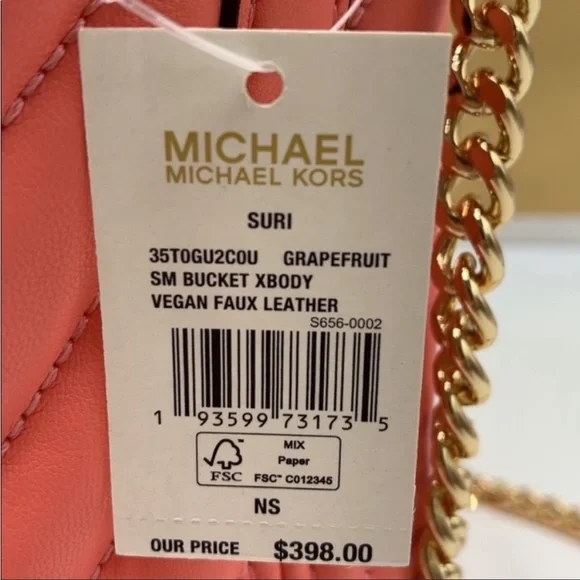 MICHAEL
MICHAEL KORS
SURI
35T0GU2C0U GRAPEFRUIT
SM BUCKET XBODY
VEGAN FAUX LEATHER
S656-0002
1 93599 73173 5
MIX
Paper
FSC FSC™ C012345
NS
OUR PRICE $398.00